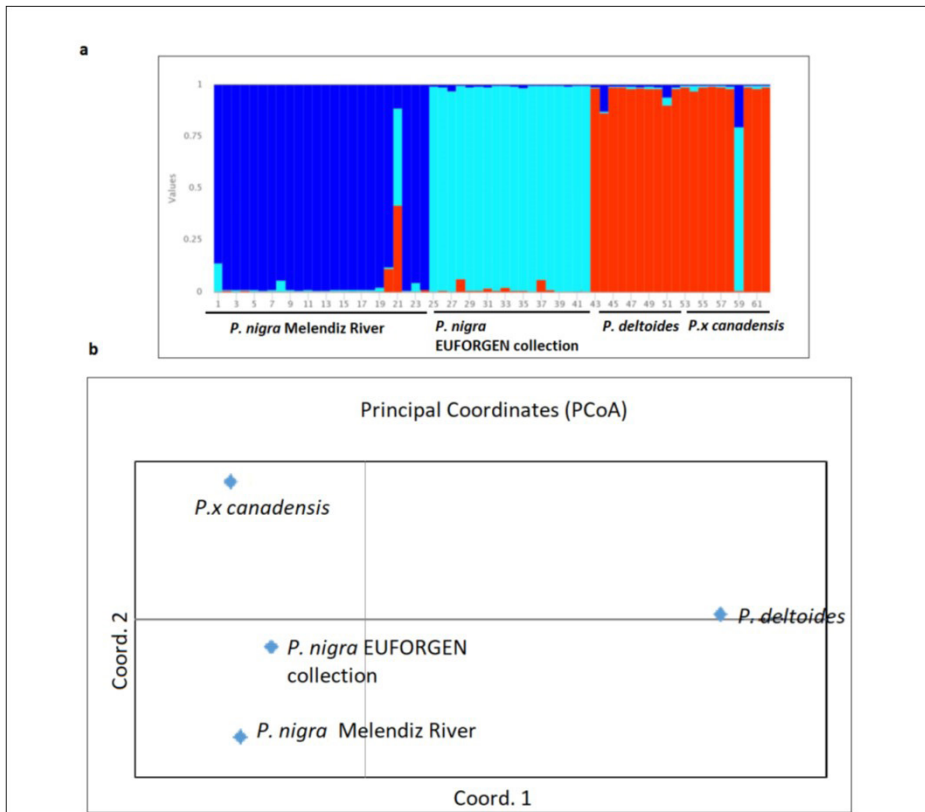 a
1
0.75
0.5
0.25
0
Values
1 3 5 7 9 11 13 15 17 19 21 23 25 27 29 31 33 35 37 39 41 43 45 47 49 51 53 55 57 59 61
P. nigra Melendiz River
P. nigra
EUFORGEN collection
P. deltoides
P.x canadensis
b
Principal Coordinates (PCoA)
P.x canadensis
P. deltoides
P. nigra EUFORGEN
collection
P. nigra Melendiz River
Coord. 2
Coord. 1